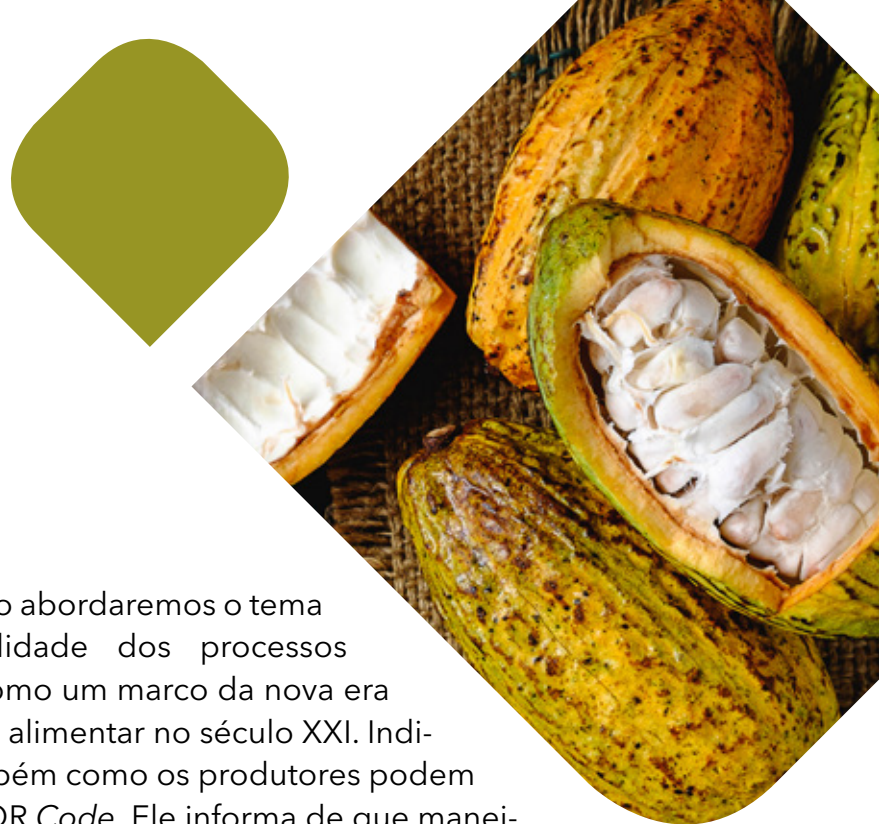 o abordaremos o tema
lidade dos processos
omo um marco da nova era
alimentar no século XXI. Indi-
bém como os produtores podem
QR Code. Ele informa de que manei-